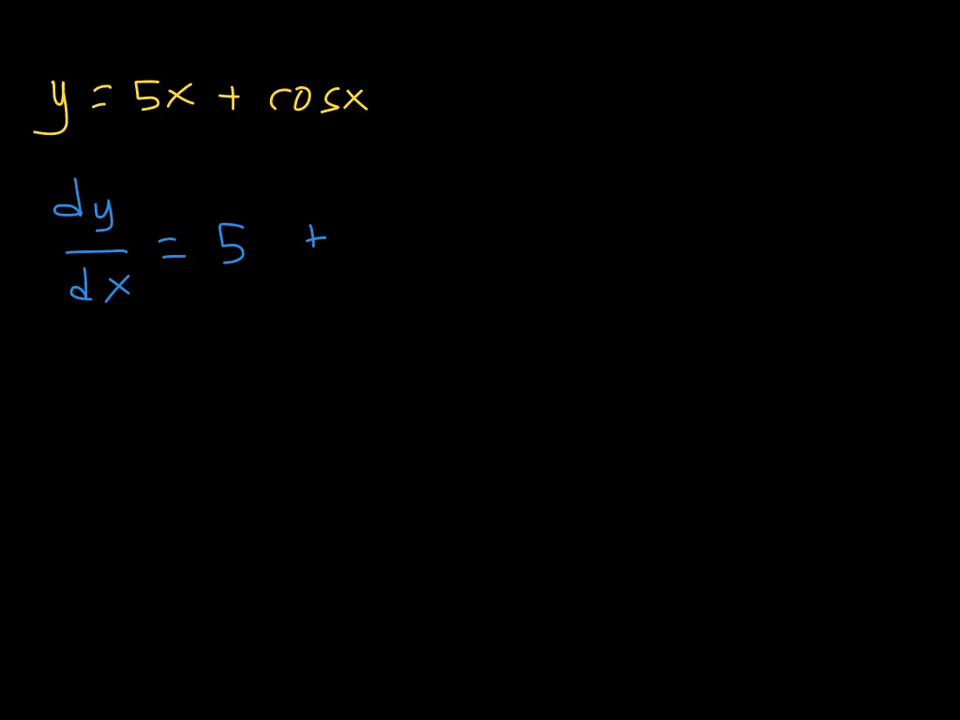 y = 5x + cosx
dy/dx = 5 +